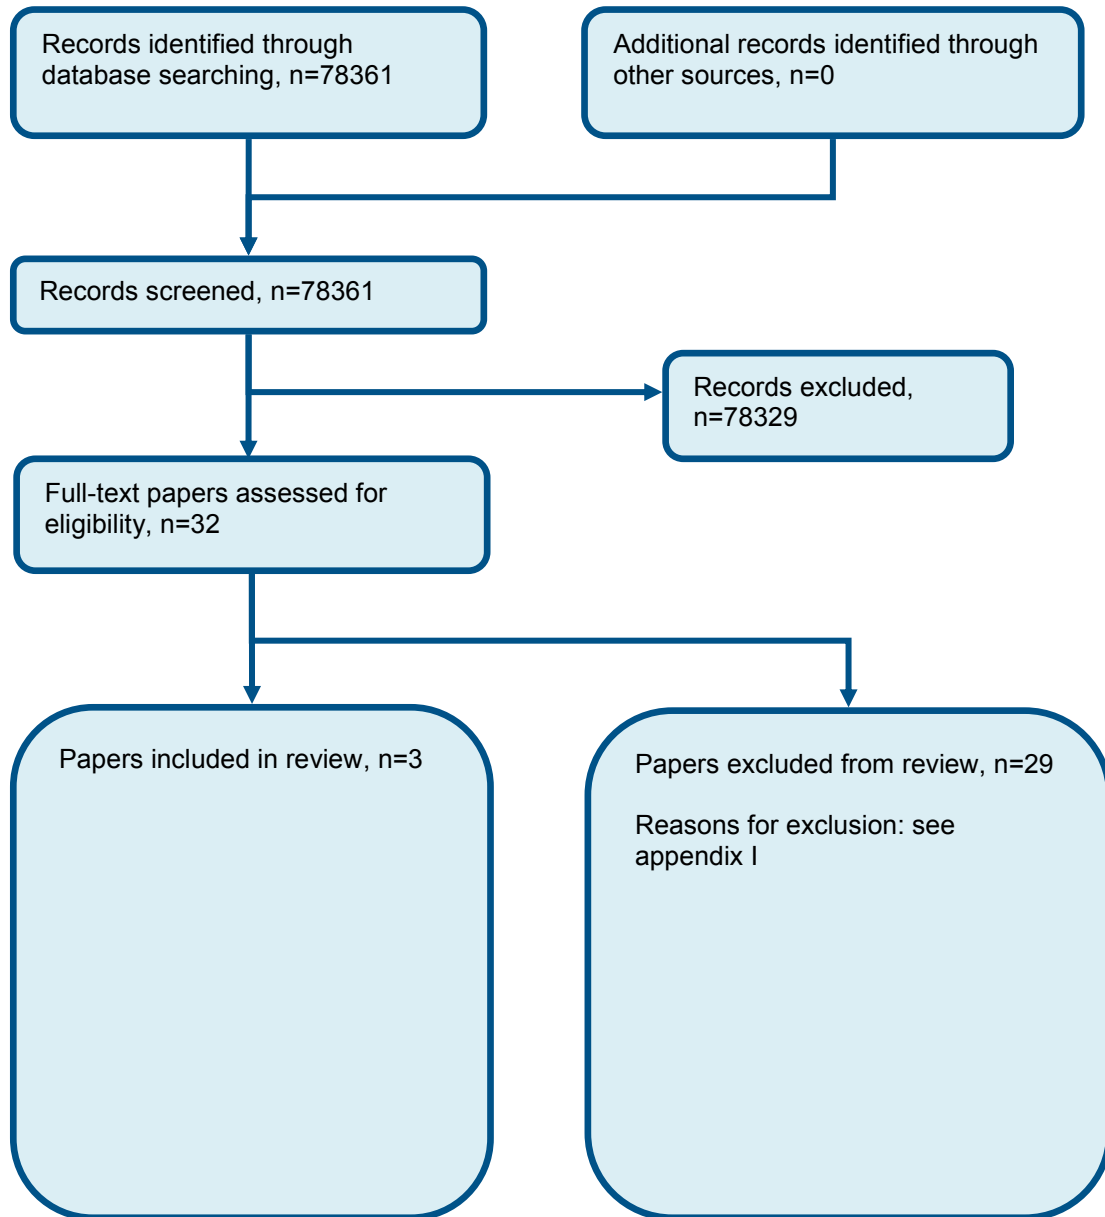 Records identified through
database searching, n=78361
Additional records identified through
other sources, n=0
Records screened, n=78361
Records excluded,
n=78329
Full-text papers assessed for
eligibility, n=32
Papers included in review, n=3
Papers excluded from review, n=29
Reasons for exclusion: see
appendix I